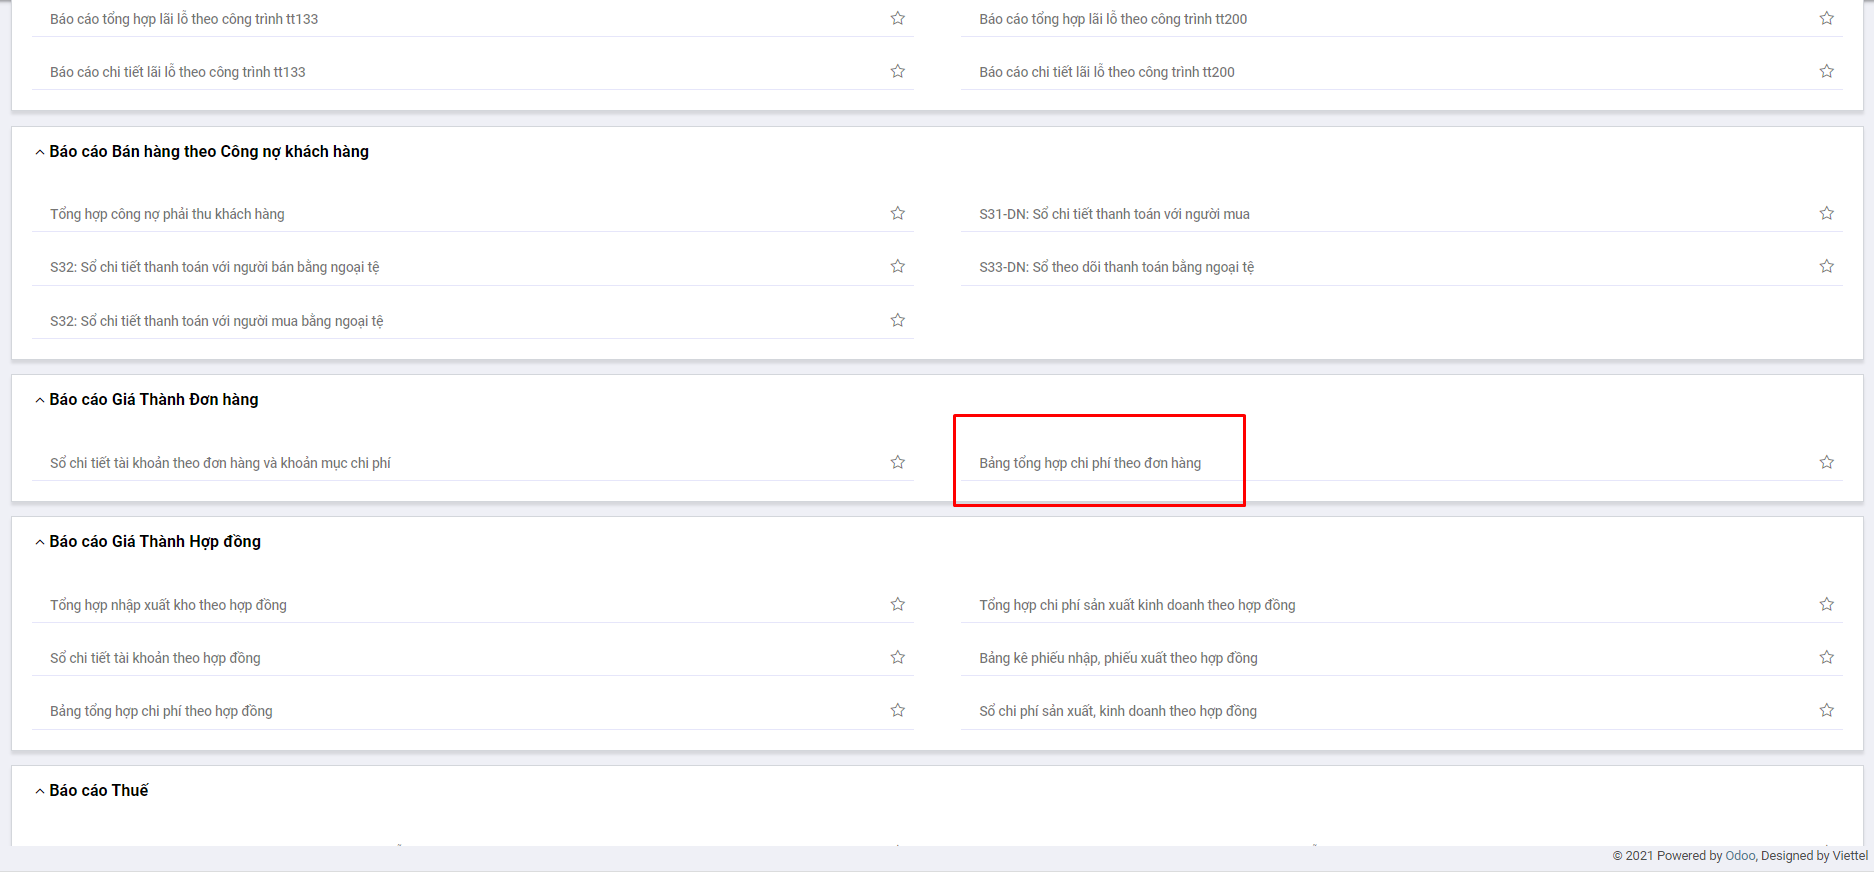 Báo cáo tổng hợp lãi lỗ theo công trình tt133
Báo cáo tổng hợp lãi lỗ theo công trình tt200
Báo cáo chi tiết lãi lỗ theo công trình tt133
Báo cáo chi tiết lãi lỗ theo công trình tt200
Báo cáo Bán hàng theo Công nợ khách hàng
Tổng hợp công nợ phải thu khách hàng
S31-DN: Sổ chi tiết thanh toán với người mua
S32: Sổ chi tiết thanh toán với người bán bằng ngoại tệ
S33-DN: Sổ theo dõi thanh toán bằng ngoại tệ
S32: Sổ chi tiết thanh toán với người mua bằng ngoại tệ
Báo cáo Giá Thành Đơn hàng
Sổ chi tiết tài khoản theo đơn hàng và khoản mục chi phí
Bảng tổng hợp chi phí theo đơn hàng
Báo cáo Giá Thành Hợp đồng
Tổng hợp nhập xuất kho theo hợp đồng
Tổng hợp chi phí sản xuất kinh doanh theo hợp đồng
Sổ chi tiết tài khoản theo hợp đồng
Bảng kê phiếu nhập, phiếu xuất theo hợp đồng
Bảng tổng hợp chi phí theo hợp đồng
Sổ chi phí sản xuất, kinh doanh theo hợp đồng
Báo cáo Thuế
© 2021 Powered by Odoo, Designed by Viettel